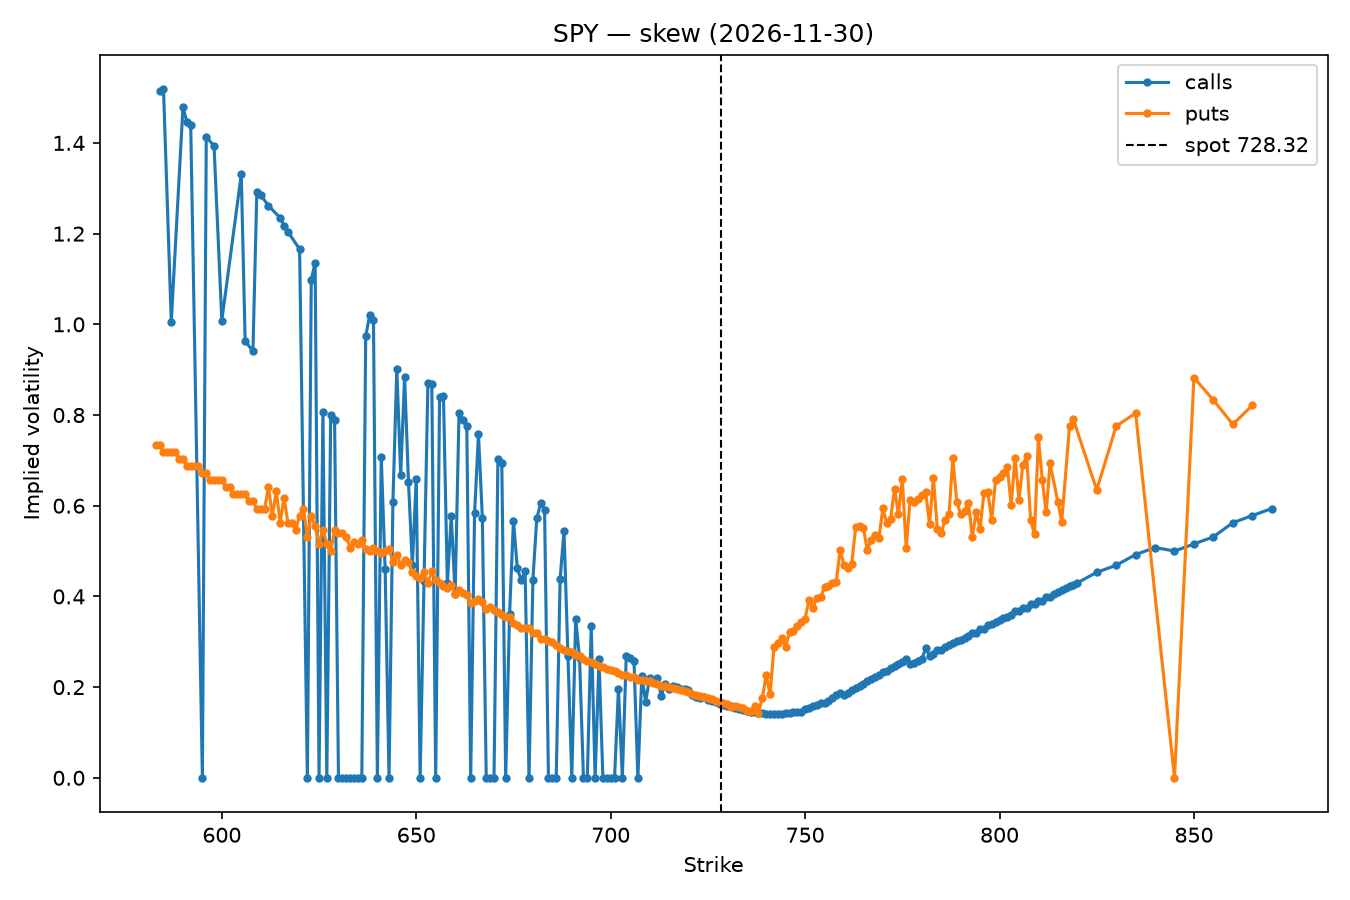 SPY — skew (2026-11-30)
calls
puts
spot 728.32
Implied volatility
1.4
1.2
1.0
0.8
0.6
0.4
0.2
0.0
600 650 700 750 800 850
Strike